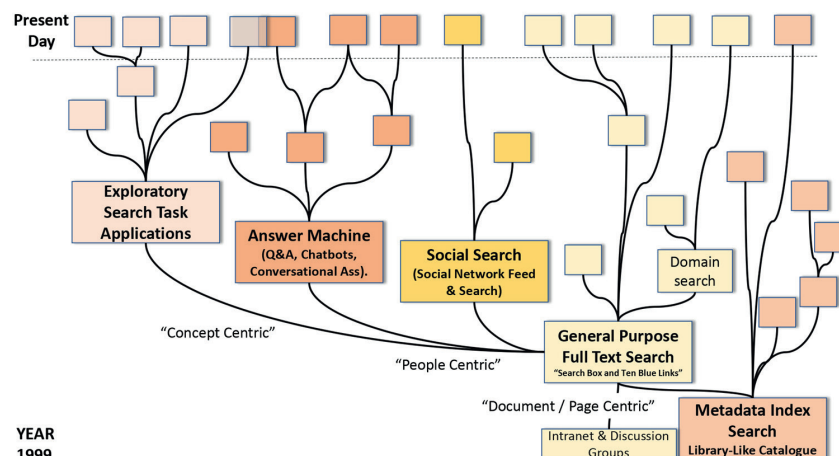 Present
Day
Exploratory
Search Task
Applications
Answer Machine
(Q&A, Chatbots,
Conversational Ass).
Social Search
(Social Network Feed
& Search)
Domain
search
General Purpose
Full Text Search
“Search Box and Ten Blue Links”
“Concept Centric”
“People Centric”
“Document / Page Centric”
Metadata Index
Search
Library-Like Catalogue
Intranet & Discussion
Groups
YEAR
1999